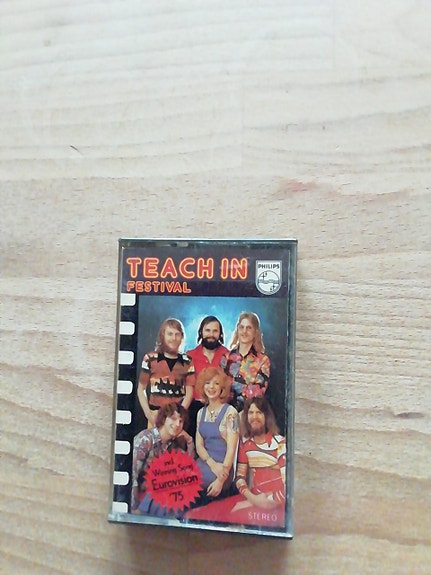 TEACH IN
PHILIPS
FESTIVAL
incl.
Winning Song
Eurovision
'75
STEREO